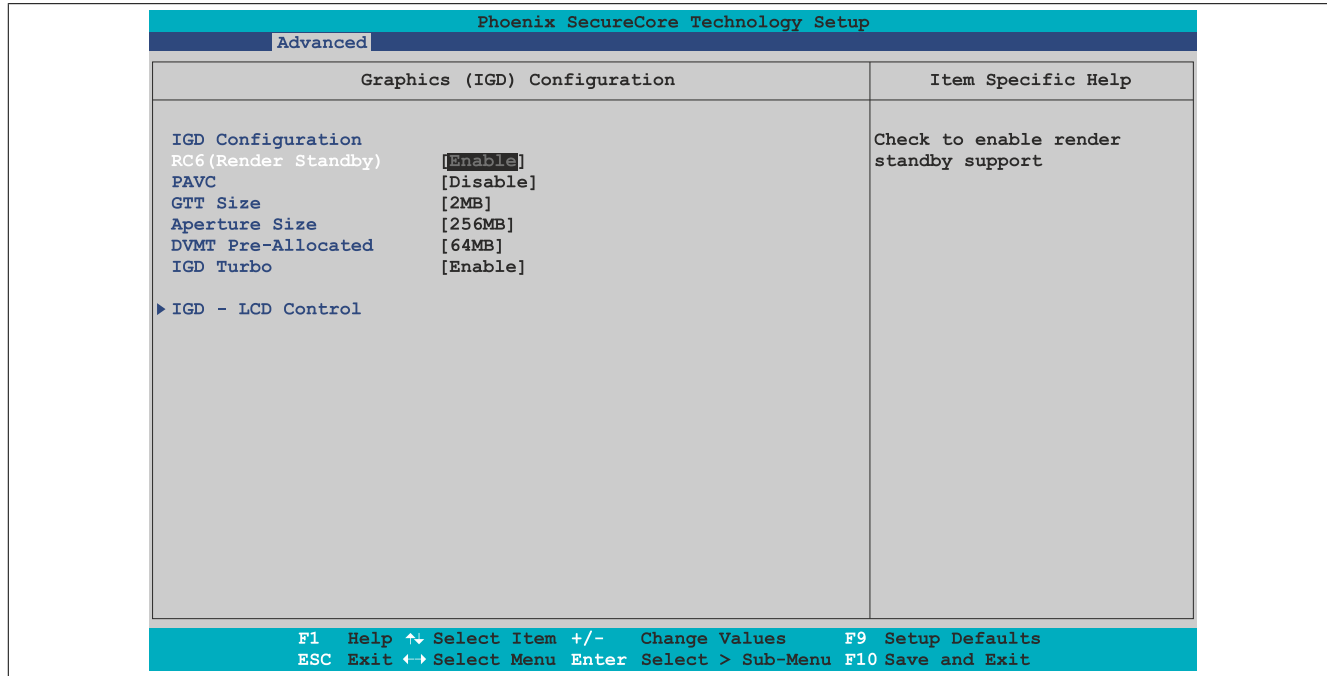 Phoenix SecureCore Technology Setup
Advanced
Graphics (IGD) Configuration
Item Specific Help
IGD Configuration
RC6(Render Standby) [Enable]
PAVC [Disable]
GTT Size [2MB]
Aperture Size [256MB]
DVMT Pre-Allocated [64MB]
IGD Turbo [Enable]
IGD - LCD Control
Check to enable render
standby support
F1 Help ↑↓ Select Item +/- Change Values F9 Setup Defaults
ESC Exit ←→ Select Menu Enter Select > Sub-Menu F10 Save and Exit